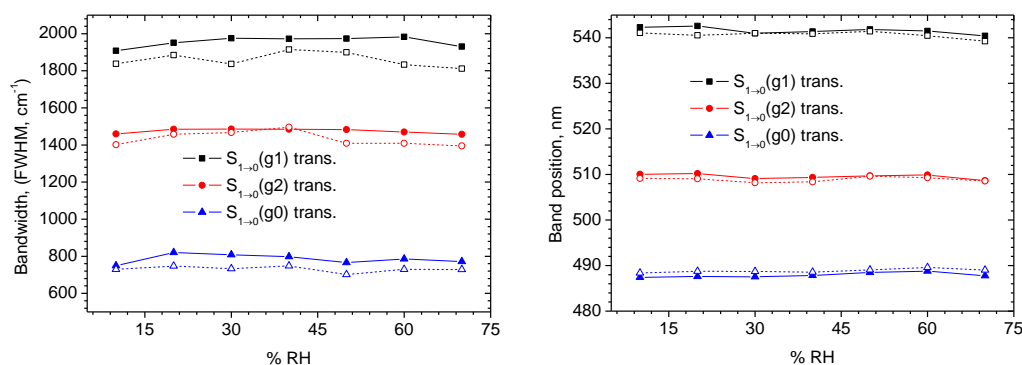 Bandwidth, (FWHM, cm-1)
2000
1800
1600
1400
1200
1000
800
600
S1→0(g1) trans.
S1→0(g2) trans.
S1→0(g0) trans.
15 30 45 60 75
% RH
Band position, nm
540
530
520
510
500
490
480
S1→0(g1) trans.
S1→0(g2) trans.
S1→0(g0) trans.
15 30 45 60 75
% RH